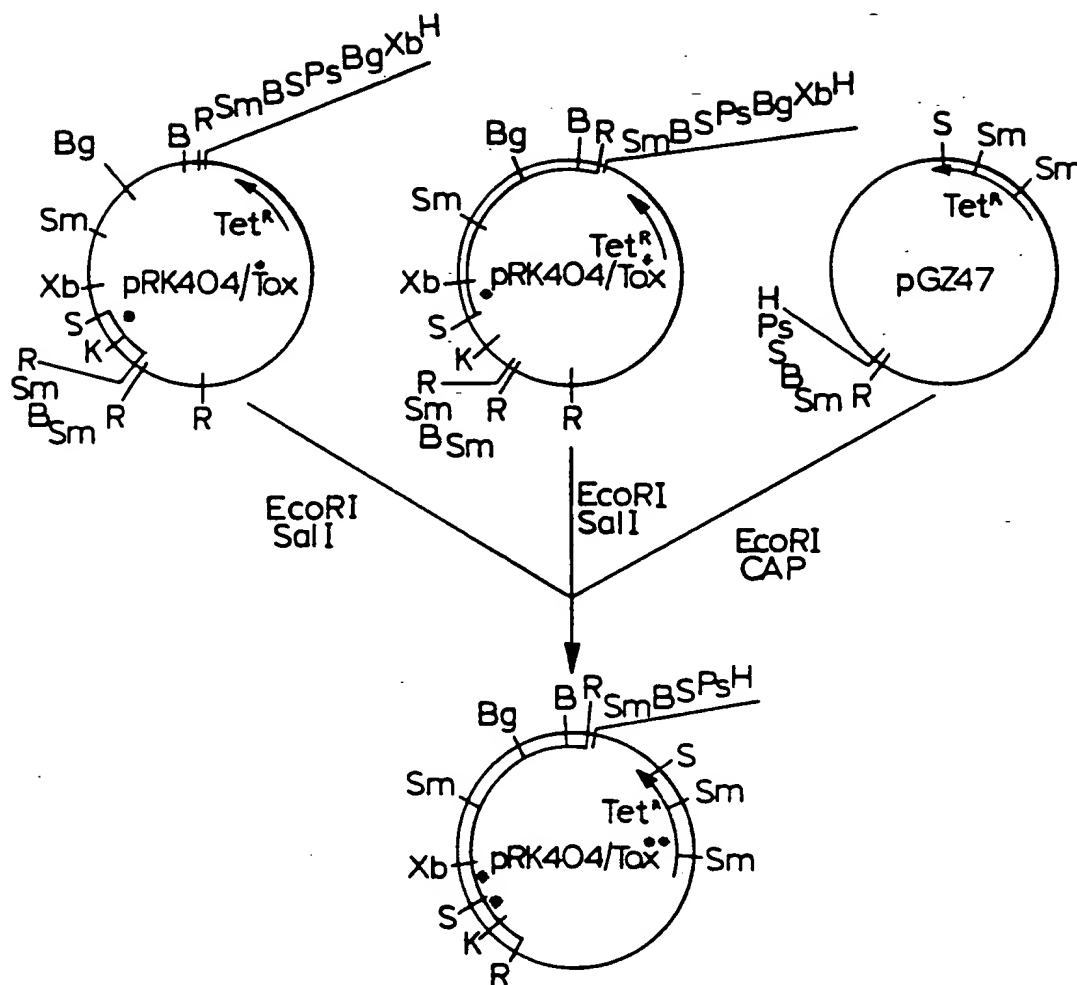 B R Sm B S Ps Bg Xb H
Bg
Sm
Xb
S
K
R
Sm
B Sm
R
R
Tet^R
pRK404/Tox*
B R Sm B S Ps Bg Xb H
Bg
Sm
Xb
S
K
R
Sm
B Sm
R
R
Tet^R
pRK404/Tox*
S
Sm
Sm
Tet^R
pGZ47
H
Ps
S
B
Sm
R
EcoRI
SalI
EcoRI
SalI
EcoRI
CAP
B R Sm B S Ps H
Bg
Sm
Xb
S
K
R
S
Sm
Sm
Tet^R
pRK404/Tox**